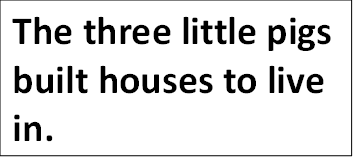 The three little pigs
built houses to live
in.